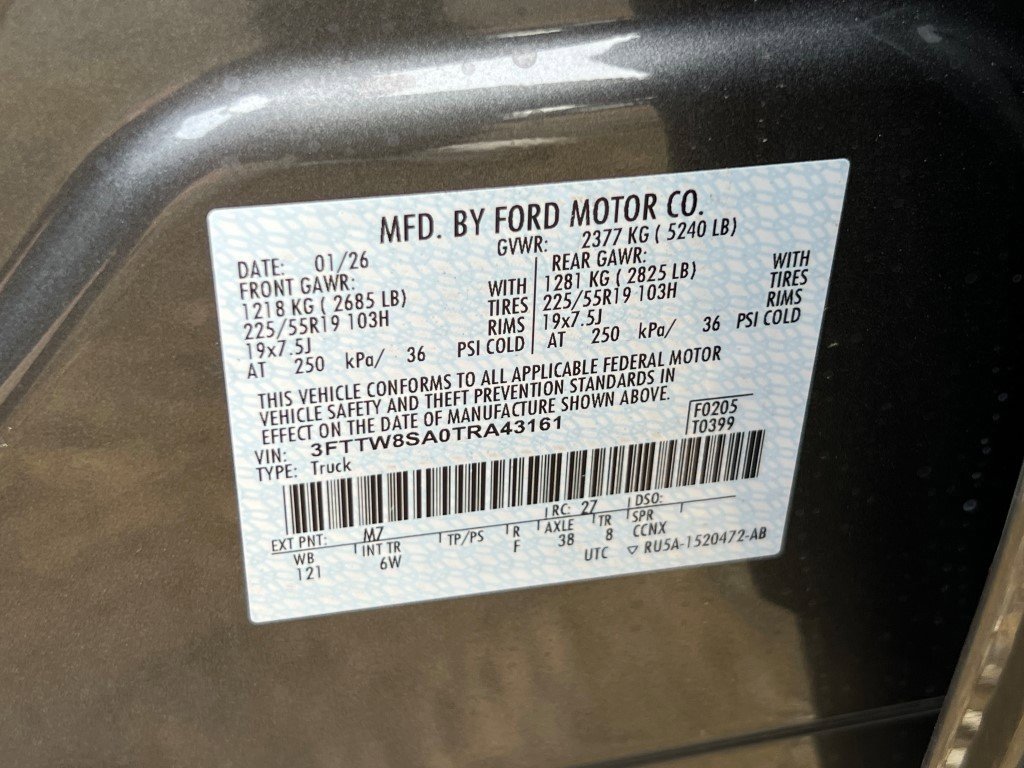 MFD. BY FORD MOTOR CO.
DATE: 01/26 GVWR: 2377 KG ( 5240 LB)
FRONT GAWR: REAR GAWR:
1218 KG ( 2685 LB) WITH 1281 KG ( 2825 LB) WITH
225/55R19 103H TIRES 225/55R19 103H TIRES
19x7.5J RIMS 19x7.5J RIMS
AT 250 kPa/ 36 PSI COLD AT 250 kPa/ 36 PSI COLD
THIS VEHICLE CONFORMS TO ALL APPLICABLE FEDERAL MOTOR
VEHICLE SAFETY AND THEFT PREVENTION STANDARDS IN
EFFECT ON THE DATE OF MANUFACTURE SHOWN ABOVE.
VIN: 3FTTW8SA0TRA43161 F0205
TYPE: Truck T0399
EXT PNT: M7 RC: 27 DSO:
WB INT TR TP/PS R AXLE TR SPR
121 6W F 38 8 CCNX
UTC ▽ RU5A-1520472-AB